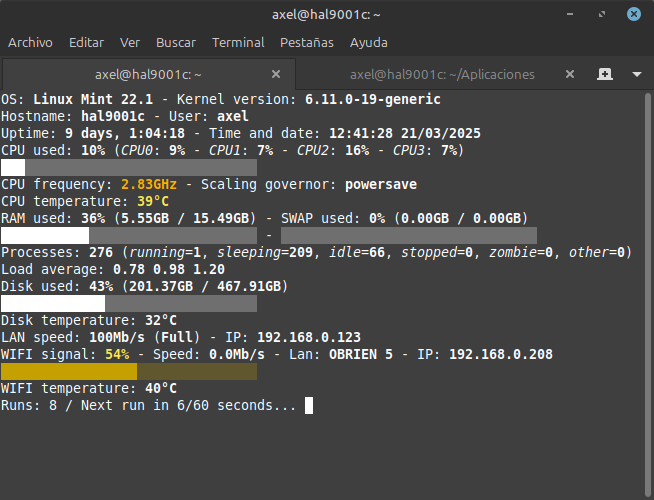 axel@hal9001c: ~
Archivo Editar Ver Buscar Terminal Pestañas Ayuda
axel@hal9001c: ~ axel@hal9001c: ~/Aplicaciones
OS: Linux Mint 22.1 - Kernel version: 6.11.0-19-generic
Hostname: hal9001c - User: axel
Uptime: 9 days, 1:04:18 - Time and date: 12:41:28 21/03/2025
CPU used: 10% (CPU0: 9% - CPU1: 7% - CPU2: 16% - CPU3: 7%)
CPU frequency: 2.83GHz - Scaling governor: powersave
CPU temperature: 39°C
RAM used: 36% (5.55GB / 15.49GB) - SWAP used: 0% (0.00GB / 0.00GB)
-
Processes: 276 (running=1, sleeping=209, idle=66, stopped=0, zombie=0, other=0)
Load average: 0.78 0.98 1.20
Disk used: 43% (201.37GB / 467.91GB)
Disk temperature: 32°C
LAN speed: 100Mb/s (Full) - IP: 192.168.0.123
WIFI signal: 54% - Speed: 0.0Mb/s - Lan: OBRIEN 5 - IP: 192.168.0.208
WIFI temperature: 40°C
Runs: 8 / Next run in 6/60 seconds...